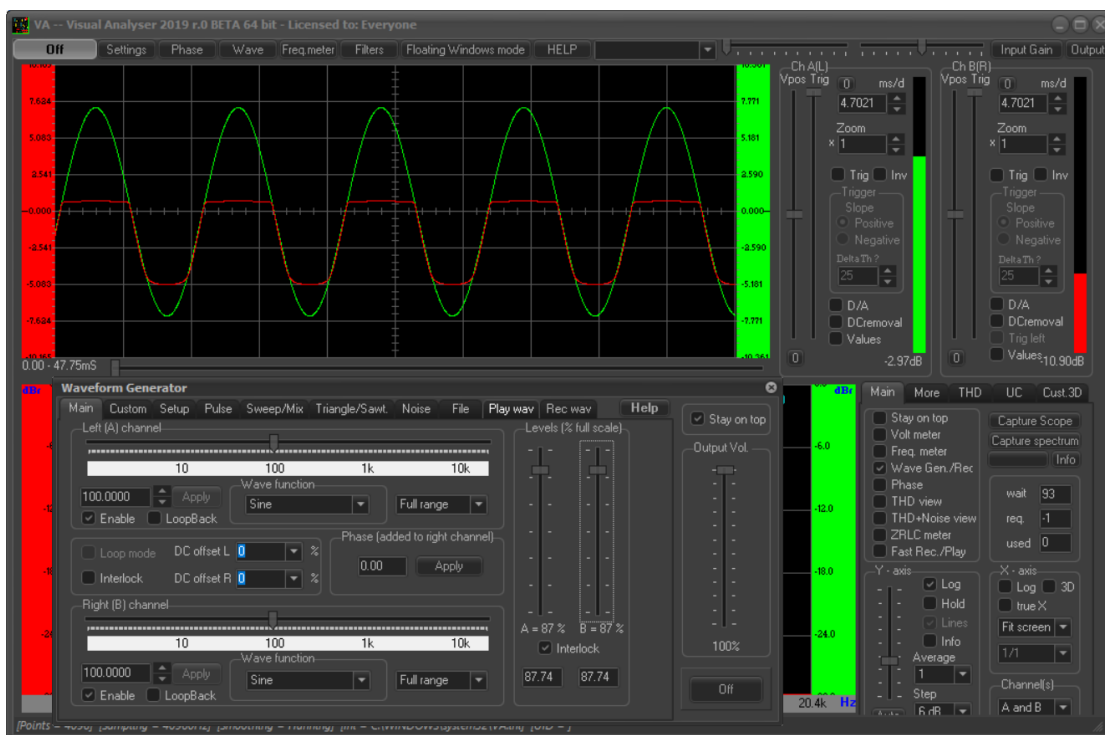 VA -- Visual Analyser 2019 r.0 BETA 64 bit - Licensed to: Everyone
Off Settings Phase Wave Freq.meter Filters Floating Windows mode HELP Input Gain Output
7.624 7.771
5.083 5.181
2.541 2.590
0.000 0.000
-2.541 -2.590
-5.083 -5.181
-7.624 -7.771
-10.165 -10.361
0.00 - 47.75mS
Ch A(L) Ch B(R)
Vpos Trig 0 ms/d Vpos Trig 0 ms/d
4.7021 4.7021
Zoom Zoom
× 1 × 1
Trig Inv Trig Inv
Trigger Trigger
Slope Slope
Positive Positive
Negative Negative
Delta Th ? Delta Th ?
25 25
D/A D/A
DCremoval DCremoval
Values Trig left
0 -2.97dB 0 Values -10.90dB
dBr dBr
Waveform Generator
Main Custom Setup Pulse Sweep/Mix Triangle/Sawt. Noise File Play wav Rec wav Help
Left (A) channel
10 100 1k 10k
100.0000 Apply Wave function Sine Full range
Enable LoopBack
Loop mode DC offset L 0 %
Interlock DC offset R 0 %
Phase (added to right channel)
0.00 Apply
Right (B) channel
10 100 1k 10k
100.0000 Apply Wave function Sine Full range
Enable LoopBack
Levels (% full scale)
A = 87 % B = 87 %
Interlock
87.74 87.74
Stay on top
Output Vol.
100%
Off
-6.0
-12.0
-18.0
-24.0
20.4k Hz
Main More THD UC Cust.3D
Stay on top
Volt meter
Freq. meter
Wave Gen./Rec
Phase
THD view
THD+Noise view
ZRLC meter
Fast Rec./Play
Capture Scope
Capture spectrum
Info
wait 93
req. -1
used 0
Y - axis
Log
Hold
Lines
Info
Average
1
Step
6 dB
X - axis
Log 3D
true X
Fit screen
1/1
Channel(s)
A and B